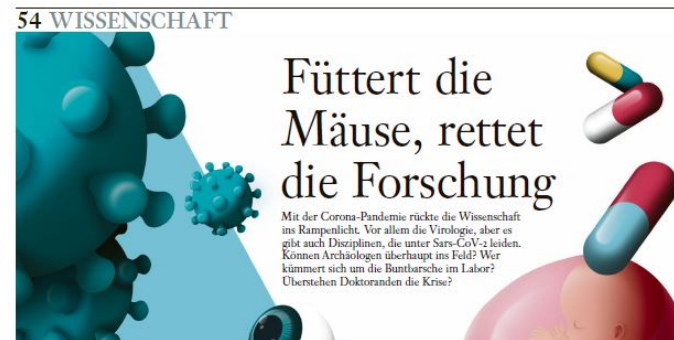 54 WISSENSCHAFT
Füttert die
Mäuse, rettet
die Forschung
Mit der Corona-Pandemie rückte die Wissenschaft
ins Rampenlicht. Vor allem die Virologie, aber es
gibt auch Disziplinen, die unter Sars-CoV-2 leiden.
Können Archäologen überhaupt ins Feld? Wer
kümmert sich um die Buntbarsche im Labor?
Überstehen Doktoranden die Krise?